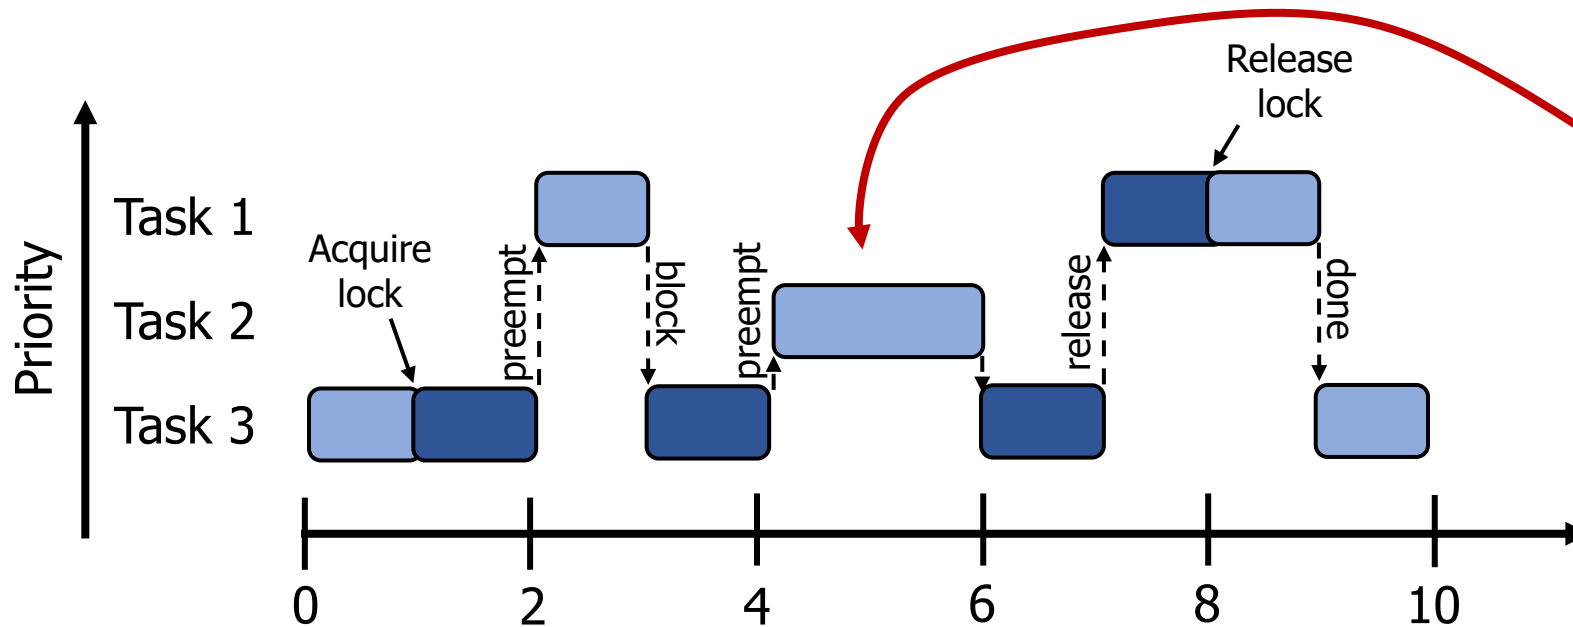 Release
lock
Priority
Task 1
Task 2
Task 3
Acquire
lock
preempt
block
preempt
release
done
0
2
4
6
8
10